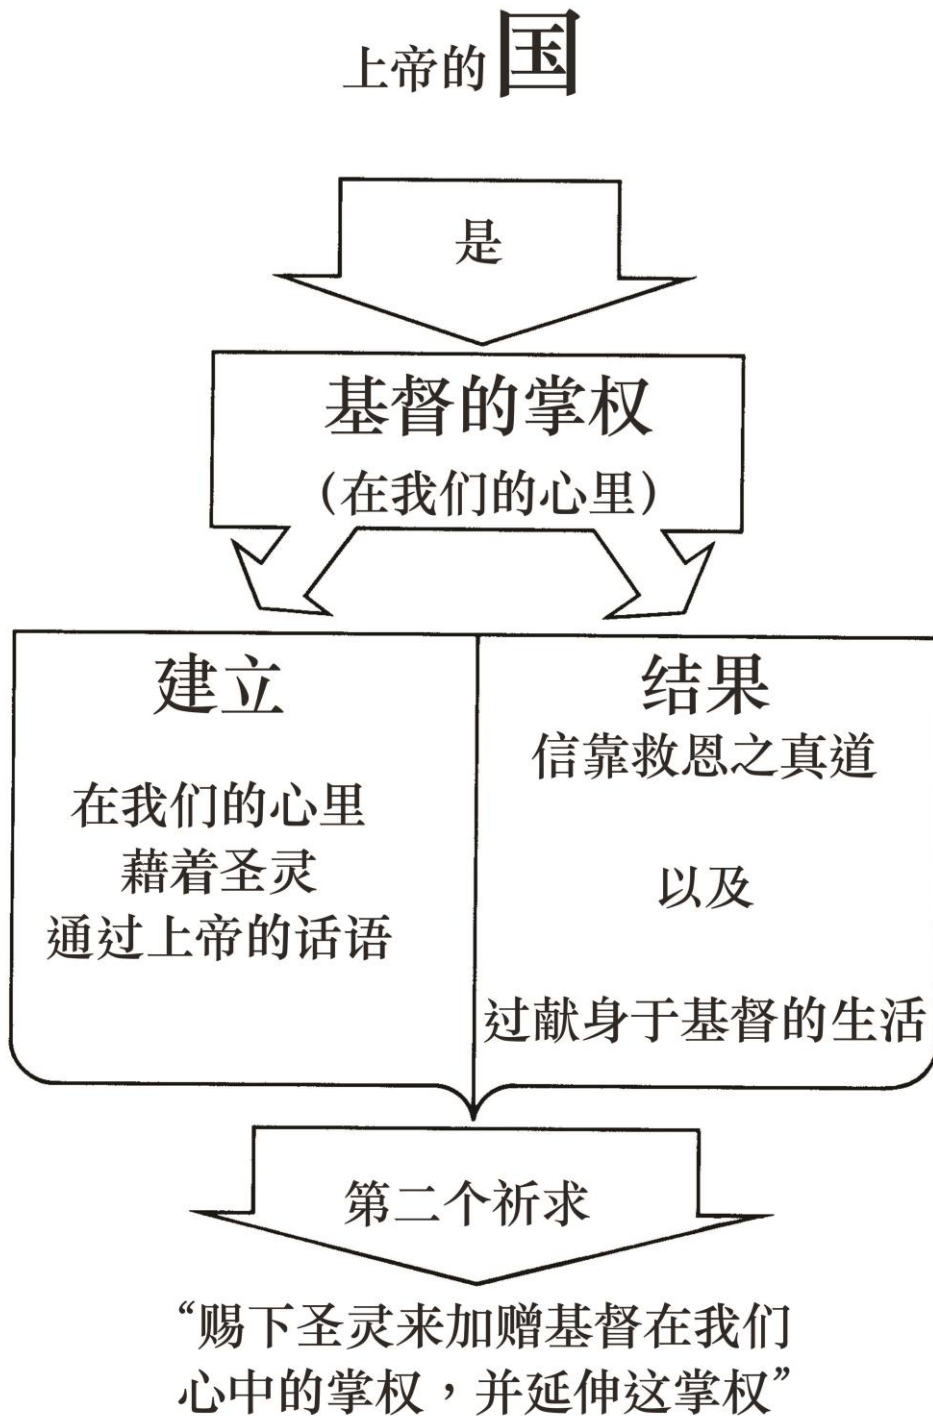 上帝的国
是
基督的掌权
（在我们的心里）
建立
在我们的心里
藉着圣灵
通过上帝的话语
结果
信靠救恩之真道
以及
过献身于基督的生活
第二个祈求
“赐下圣灵来加赠基督在我们
心中的掌权，并延伸这掌权”